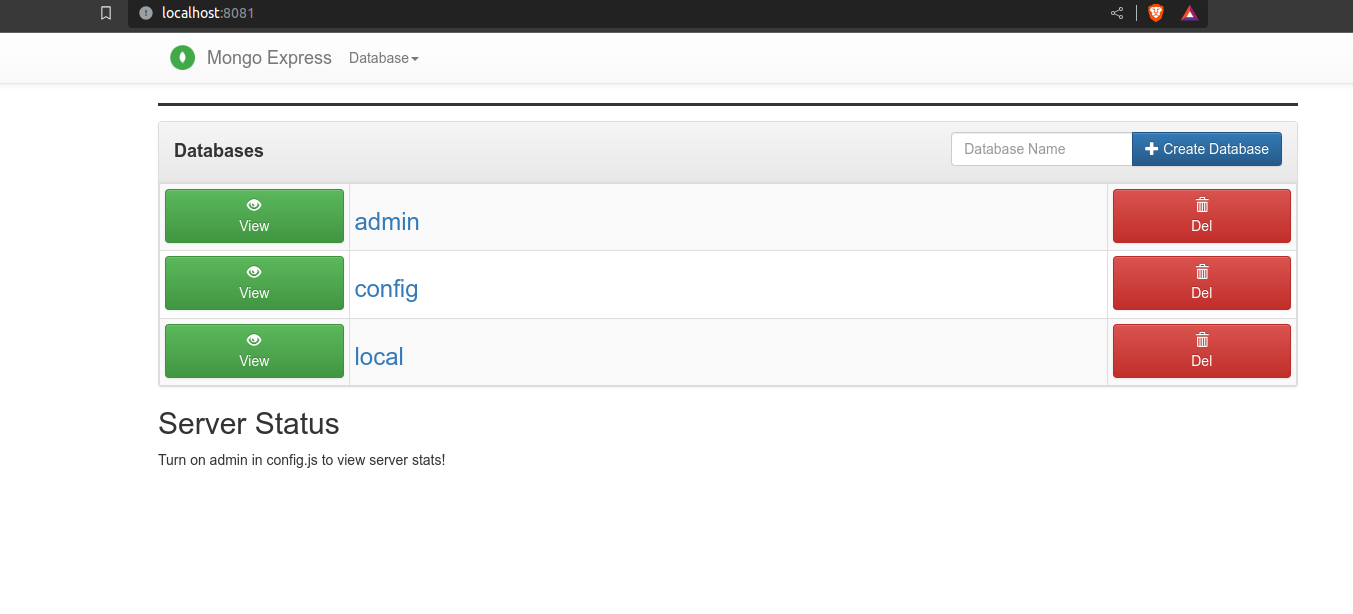 localhost:8081
Mongo Express Database
Databases Database Name Create Database
View admin Del
View config Del
View local Del
Server Status
Turn on admin in config.js to view server stats!